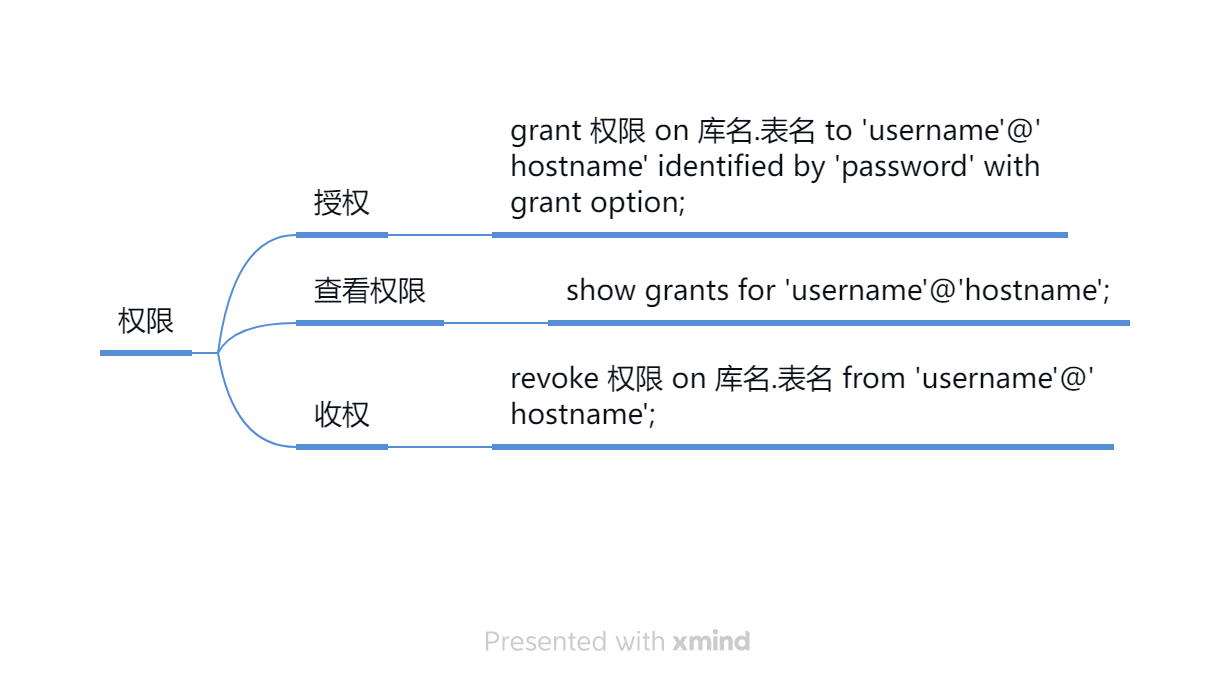 grant 权限 on 库名.表名 to 'username'@'
hostname' identified by 'password' with
grant option;
授权
查看权限
show grants for 'username'@'hostname';
权限
revoke 权限 on 库名.表名 from 'username'@'
hostname';
收权
Presented with xmind